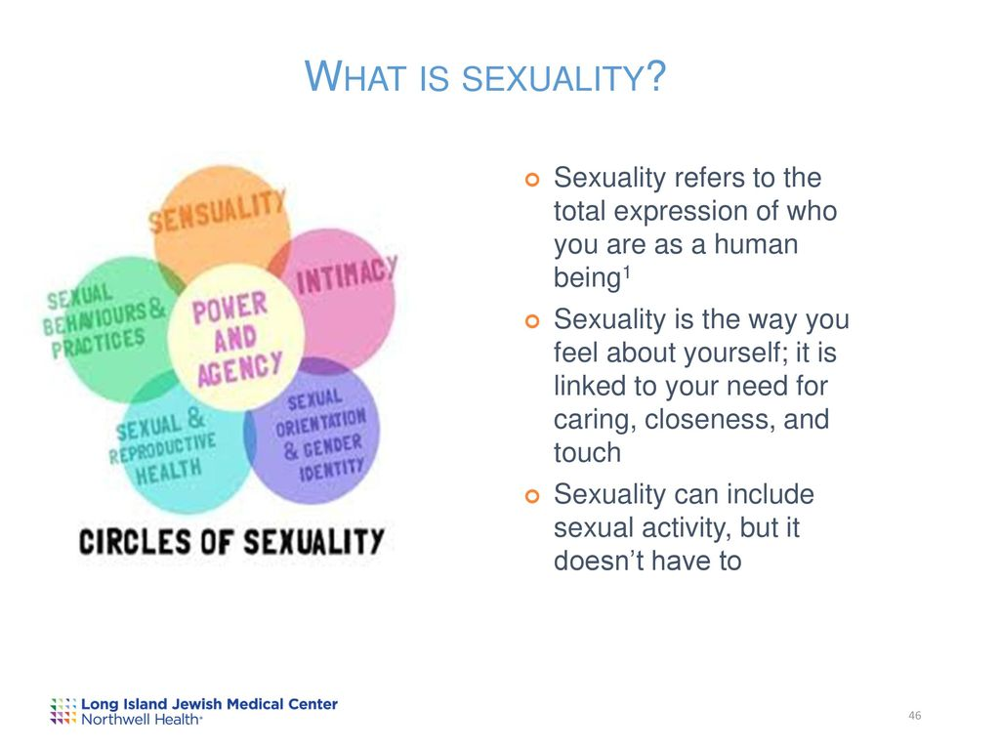 WHAT IS SEXUALITY?
SENSUALITY
INTIMACY
SEXUAL
BEHAVIOURS &
PRACTICES
POWER
AND
AGENCY
SEXUAL &
REPRODUCTIVE
HEALTH
SEXUAL
ORIENTATION
& GENDER
IDENTITY
CIRCLES OF SEXUALITY
Sexuality refers to the
total expression of who
you are as a human
being¹
Sexuality is the way you
feel about yourself; it is
linked to your need for
caring, closeness, and
touch
Sexuality can include
sexual activity, but it
doesn’t have to
Long Island Jewish Medical Center
Northwell Health®
46